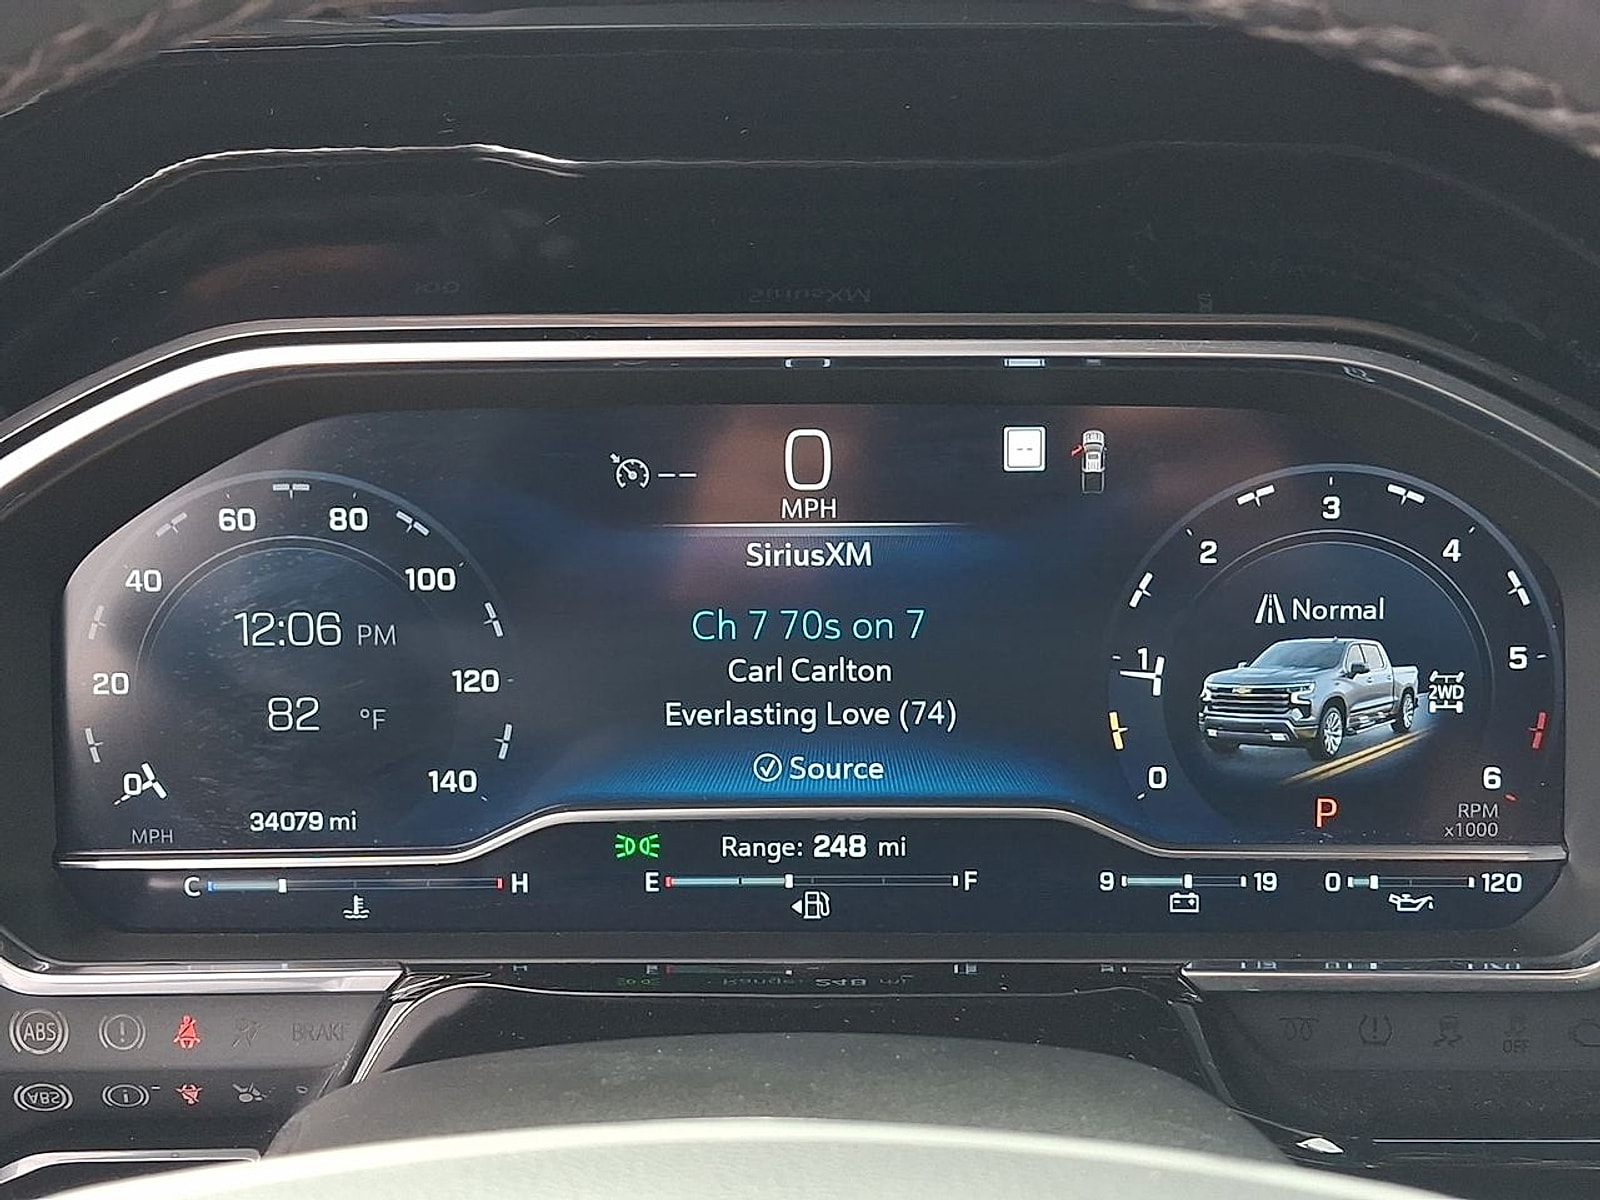 0
MPH
-- 
SiriusXM
Ch 7 70s on 7
Carl Carlton
Everlasting Love (74)
Source
0
20
40
60
80
100
120
140
12:06 PM
82 °F
34079 mi
MPH
0
1
2
3
4
5
6
Normal
2WD
P
RPM
x1000
Range: 248 mi
C H
E F
9 19
0 120
ABS
BRAKE
OFF